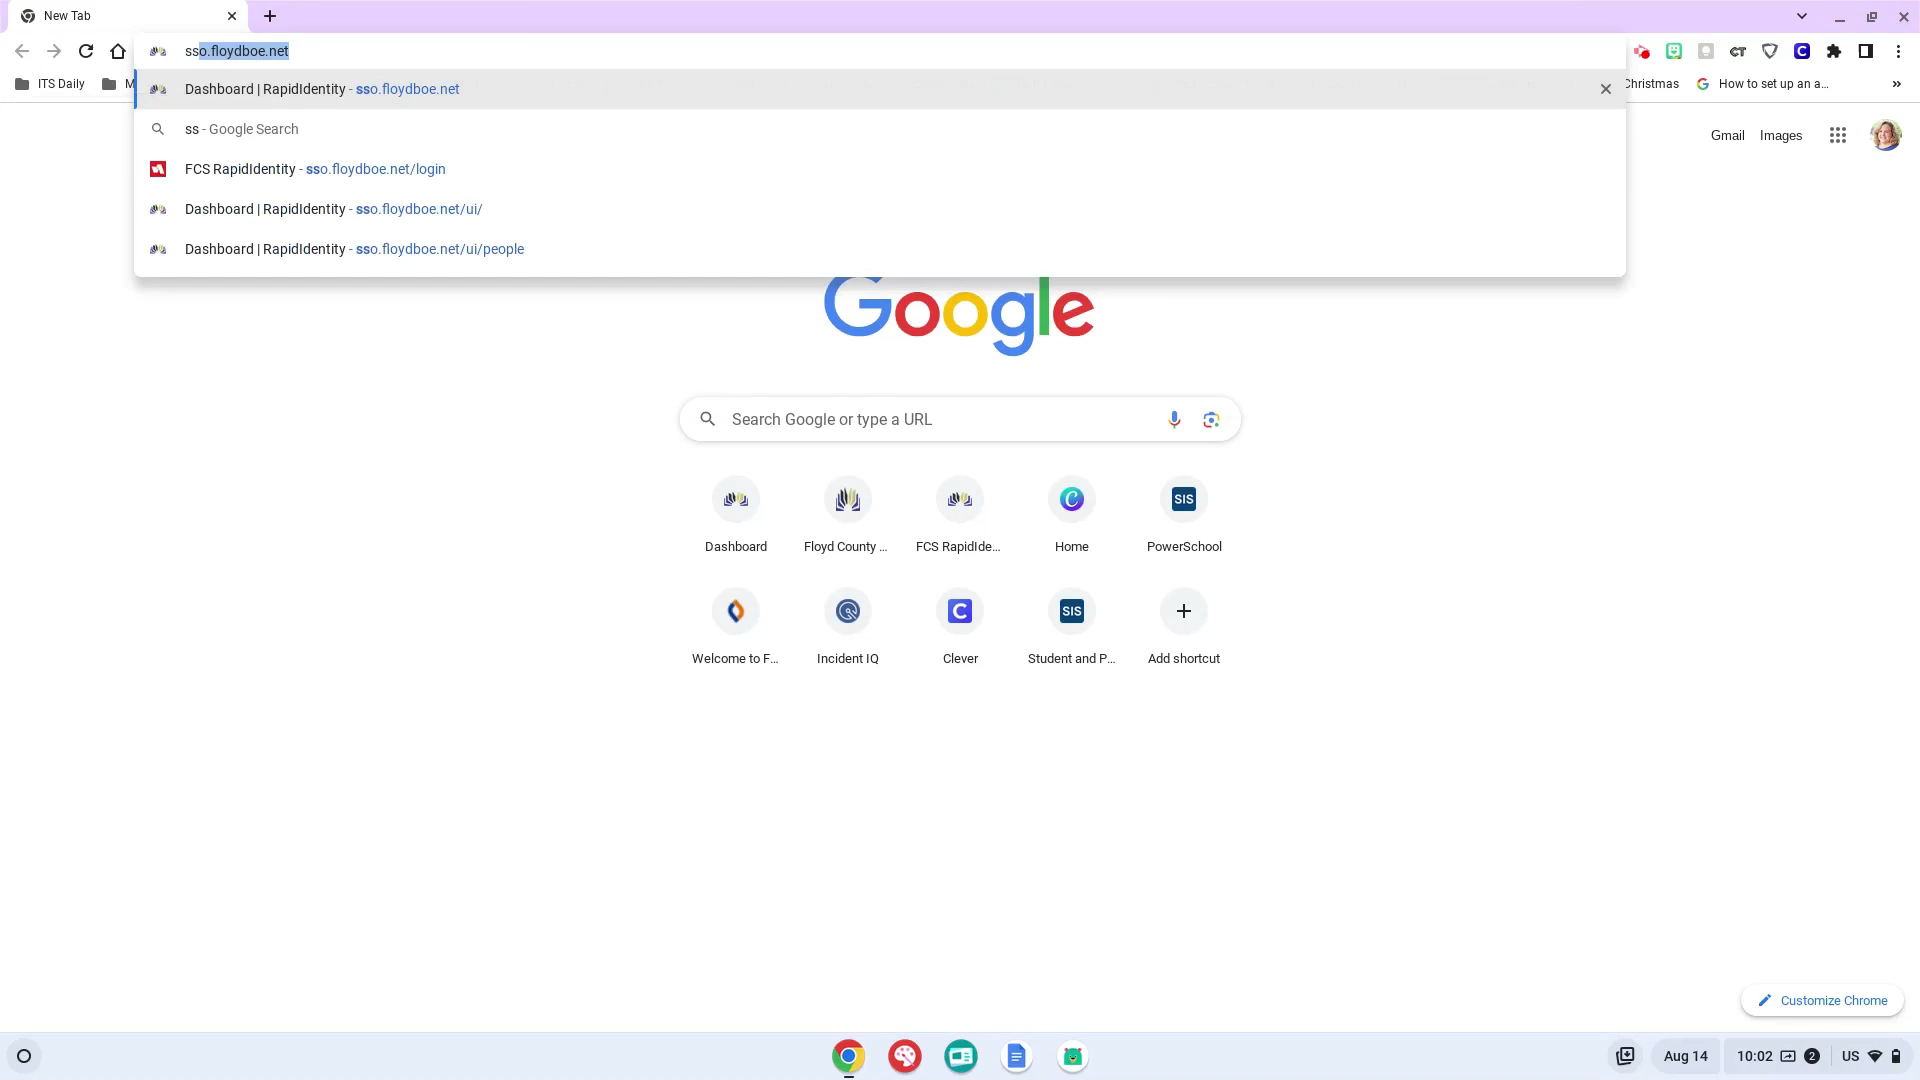 New Tab
sso.floydboe.net
ITS Daily
M
Dashboard | RapidIdentity - sso.floydboe.net
Christmas
How to set up an a...
ss - Google Search
Gmail
Images
FCS RapidIdentity - sso.floydboe.net/login
Dashboard | RapidIdentity - sso.floydboe.net/ui/
Dashboard | RapidIdentity - sso.floydboe.net/ui/people
Google
Search Google or type a URL
Dashboard
Floyd County ...
FCS RapidIde...
Home
PowerSchool
Welcome to F...
Incident IQ
Clever
Student and P...
Add shortcut
Customize Chrome
Aug 14
10:02
2
US
SIS
SIS
C
C
CT